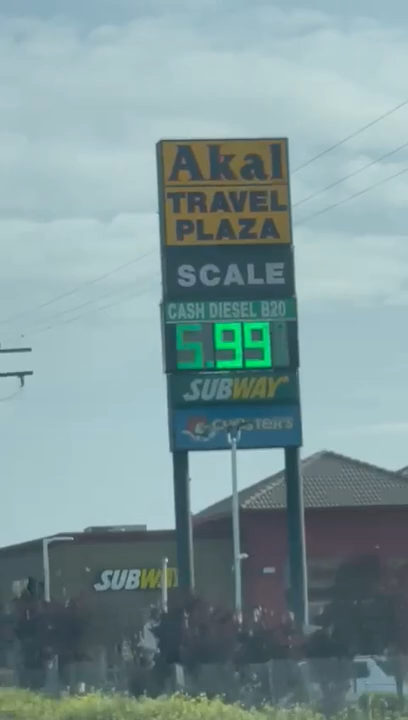 Akal
TRAVEL
PLAZA
SCALE
CASH DIESEL B20
5.99
SUBWAY
SUBWAY